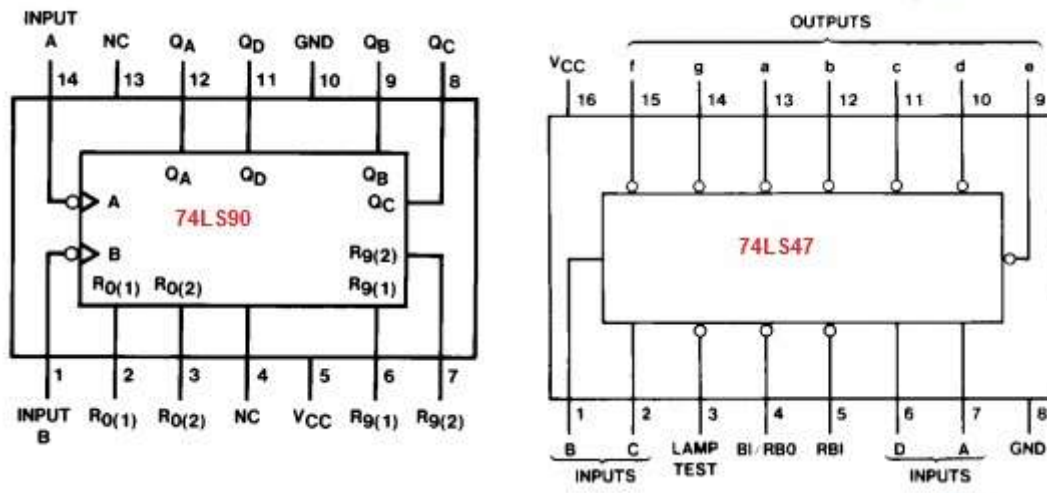 INPUT
A NC QA QD GND QB QC
14 13 12 11 10 9 8
QA QD QB
QC
A
74LS90
B
R9(2)
R0(1) R0(2) R9(1)
1 2 3 4 5 6 7
INPUT R0(1) R0(2) NC VCC R9(1) R9(2)
B
OUTPUTS
VCC f g a b c d e
16 15 14 13 12 11 10 9
74LS47
1 2 3 4 5 6 7 8
B C LAMP BI/RBO RBI D A GND
INPUTS TEST INPUTS